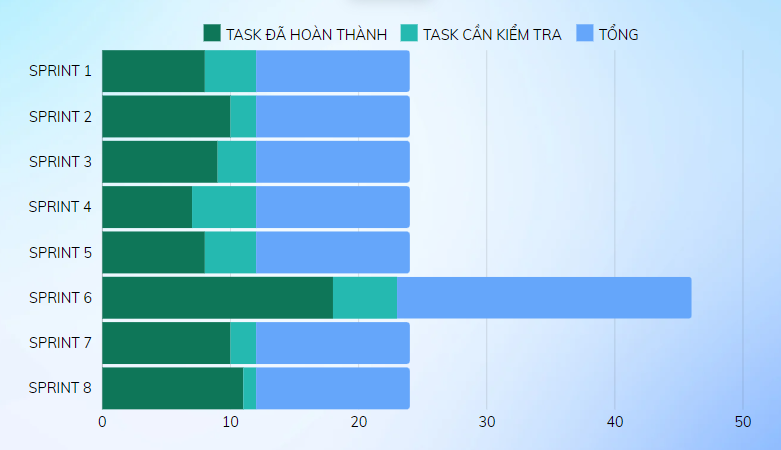 TASK ĐÃ HOÀN THÀNH TASK CẦN KIỂM TRA TỔNG
SPRINT 1
SPRINT 2
SPRINT 3
SPRINT 4
SPRINT 5
SPRINT 6
SPRINT 7
SPRINT 8
0 10 20 30 40 50